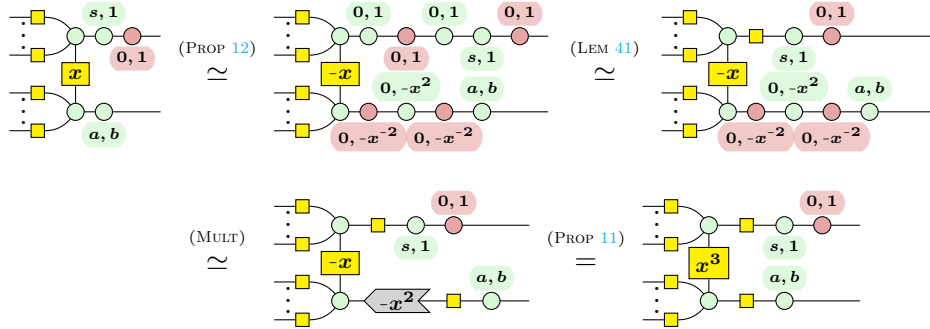 s, 1
0, 1
x
a, b
(PROP 12)
≃
0, 1
0, 1
0, 1
0, 1
s, 1
-x
0, -x²
a, b
0, -x⁻²
0, -x⁻²
(LEM 41)
≃
0, 1
s, 1
-x
0, -x²
a, b
0, -x⁻²
0, -x⁻²
(MULT)
≃
0, 1
s, 1
-x
a, b
-x²
(PROP 11)
=
0, 1
s, 1
x³
a, b